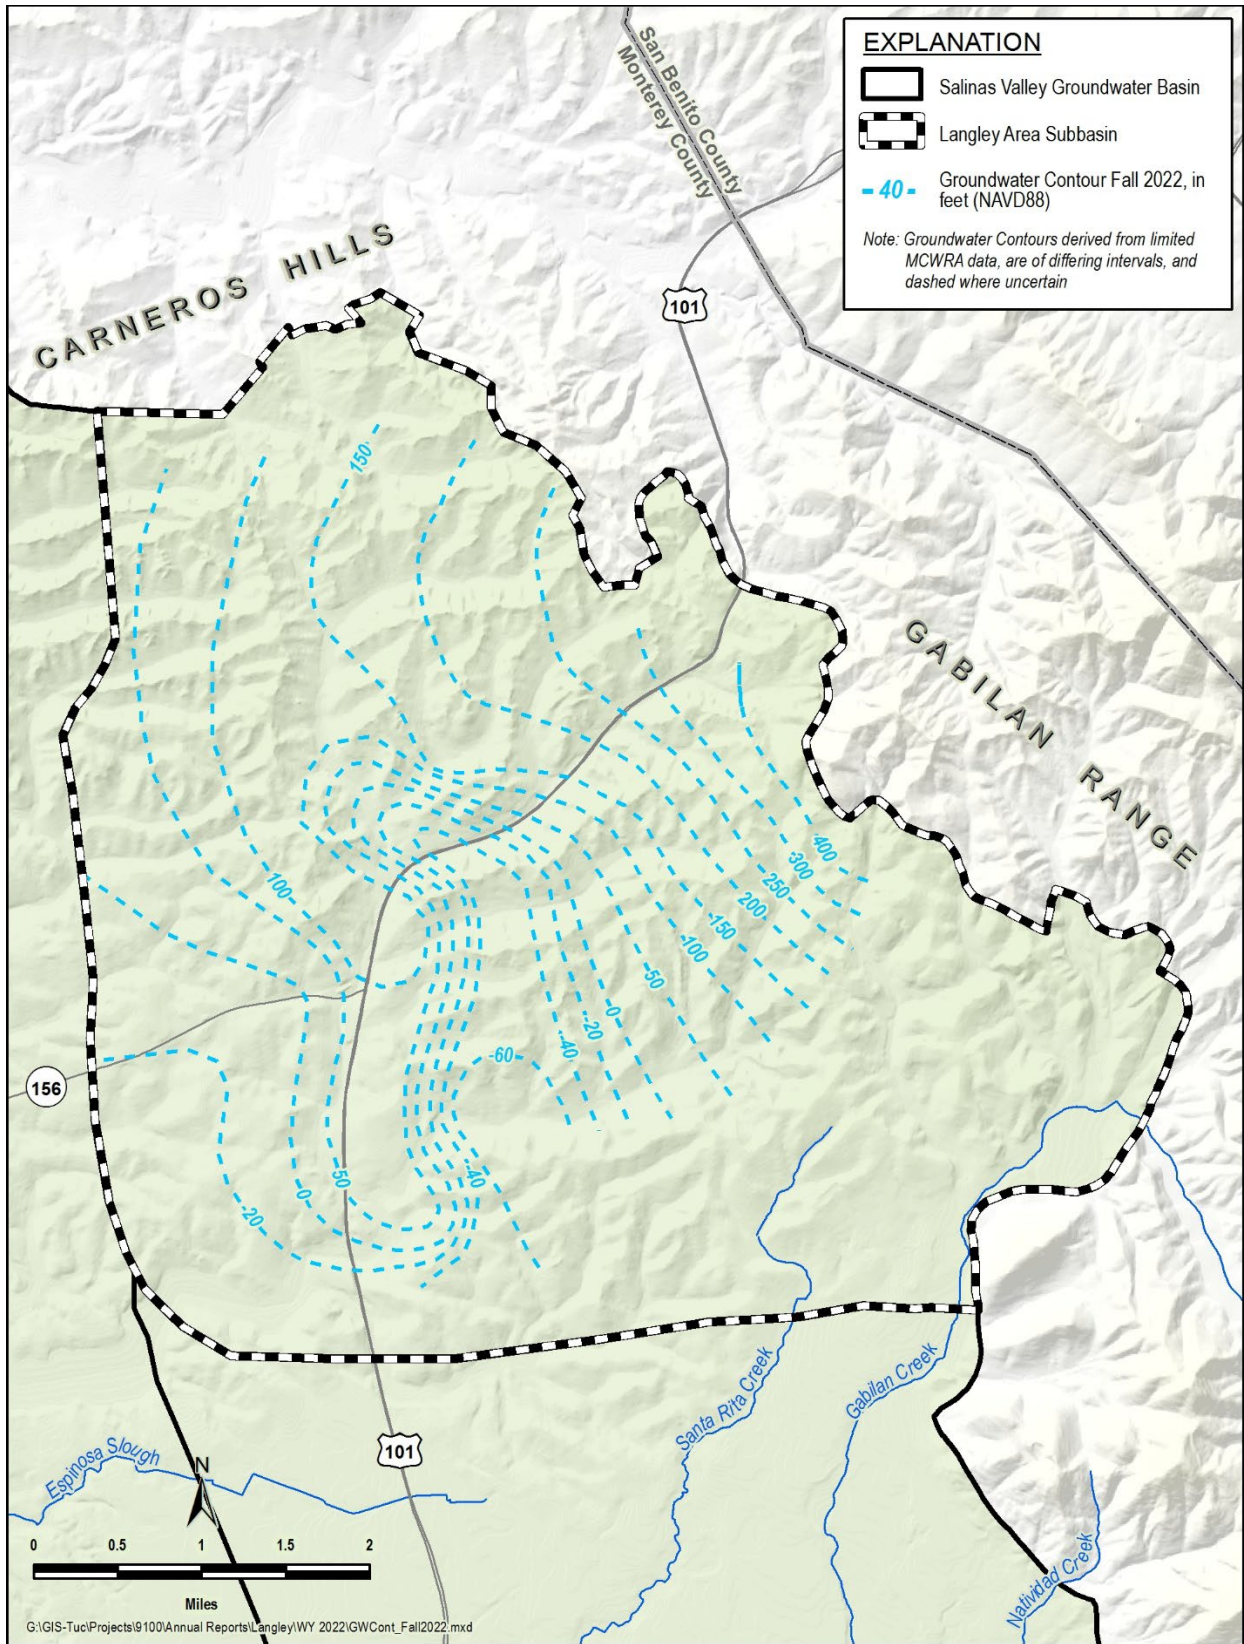 EXPLANATION
Salinas Valley Groundwater Basin
Langley Area Subbasin
- 40 -
Groundwater Contour Fall 2022, in
feet (NAVD88)
Note: Groundwater Contours derived from limited
MCWRA data, are of differing intervals, and
dashed where uncertain
San Benito County
Monterey County
101
CARNEROS HILLS
GABILAN RANGE
150
400
300
250
200
150
100
50
0
-20
-40
-60
100
156
50
0
-20
-40
Santa Rita Creek
Gabilan Creek
101
Espinosa Slough
N
Natividad Creek
0 0.5 1 1.5 2
Miles
G:\GIS-Tuc\Projects\9100\Annual Reports\Langley\WY 2022\GWCont_Fall2022.mxd